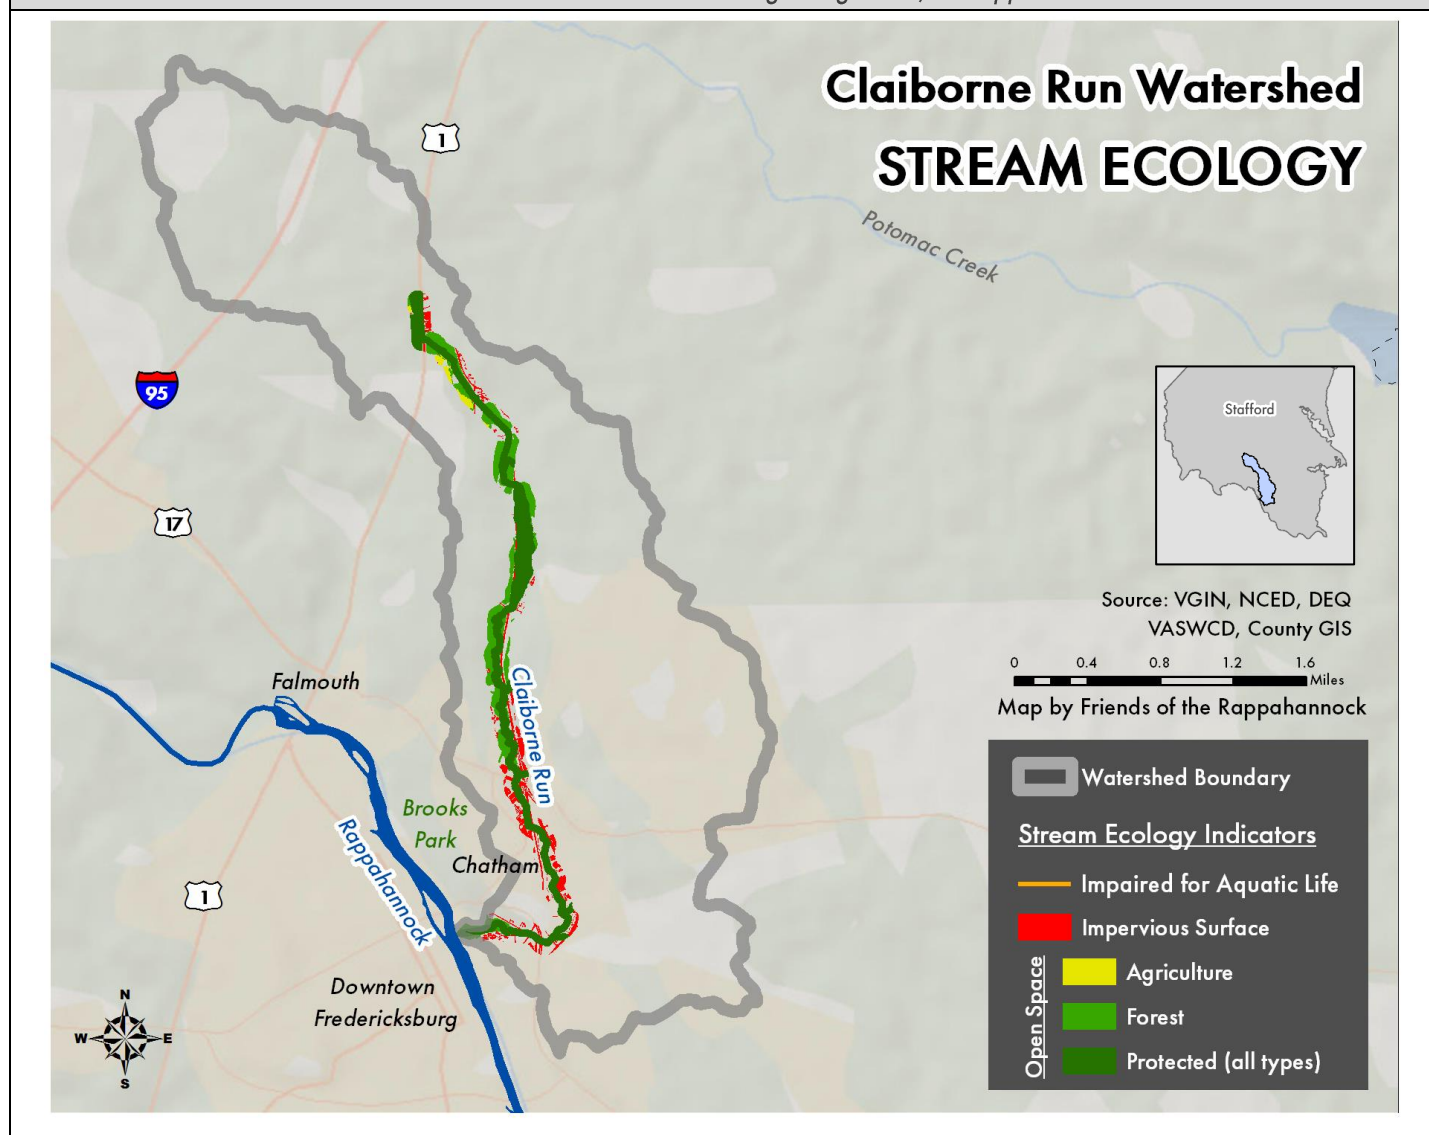 Claiborne Run Watershed
STREAM ECOLOGY
1
Potomac Creek
95
Stafford
17
Source: VGIN, NCED, DEQ
VASWCD, County GIS
0 0.4 0.8 1.2 1.6
Miles
Map by Friends of the Rappahannock
Falmouth
Claiborne Run
Brooks
Park
Chatham
Rappahannock
1
Downtown
Fredericksburg
N
W E
S
Watershed Boundary
Stream Ecology Indicators
Impaired for Aquatic Life
Impervious Surface
Open Space
Agriculture
Forest
Protected (all types)